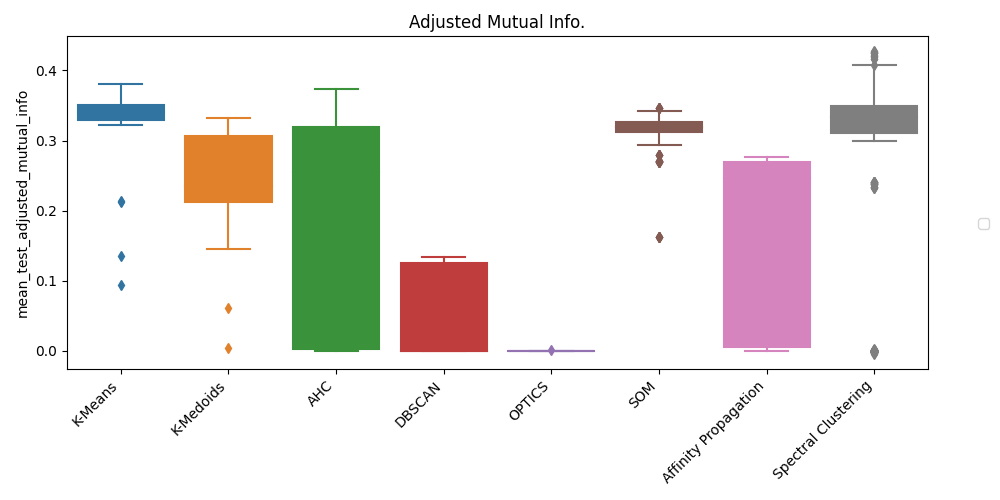 Adjusted Mutual Info.
mean_test_adjusted_mutual_info
0.4
0.3
0.2
0.1
0.0
K-Means
K-Medoids
AHC
DBSCAN
OPTICS
SOM
Affinity Propagation
Spectral Clustering